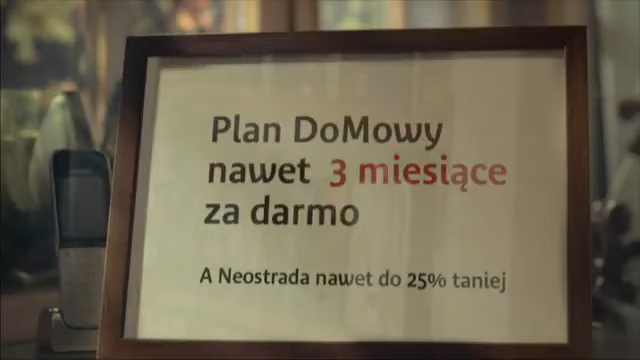 Plan DoMowy
nawet 3 miesiące
za darmo
A Neostrada nawet do 25% taniej